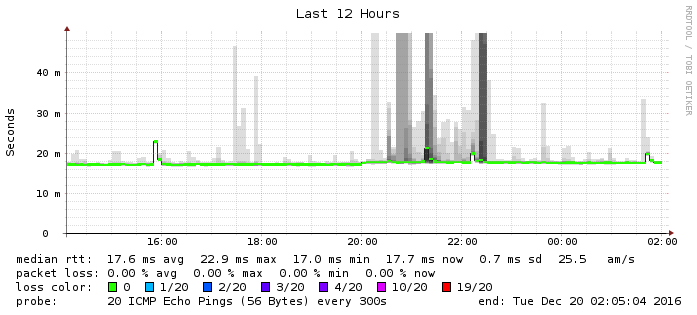 Last 12 Hours
RRDTOOL / TOBI OETIKER
Seconds
40 m
30 m
20 m
10 m
0
16:00 18:00 20:00 22:00 00:00 02:00
median rtt: 17.6 ms avg 22.9 ms max 17.0 ms min 17.7 ms now 0.7 ms sd 25.5 am/s
packet loss: 0.00 % avg 0.00 % max 0.00 % min 0.00 % now
loss color: 0 1/20 2/20 3/20 4/20 10/20 19/20
probe: 20 ICMP Echo Pings (56 Bytes) every 300s end: Tue Dec 20 02:05:04 2016